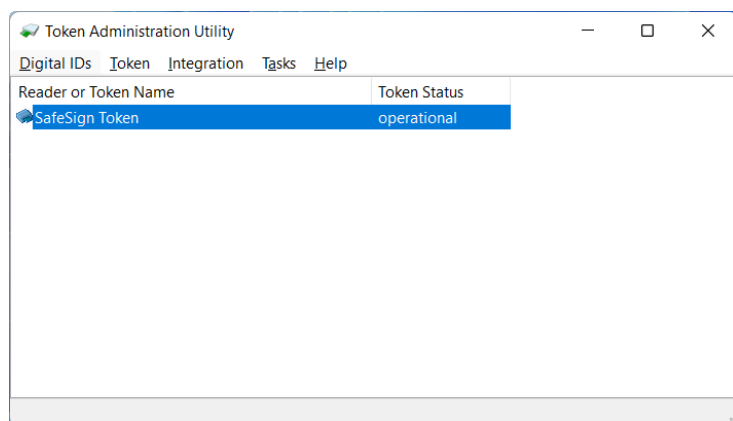 Token Administration Utility
Digital IDs Token Integration Tasks Help
Reader or Token Name Token Status
SafeSign Token operational